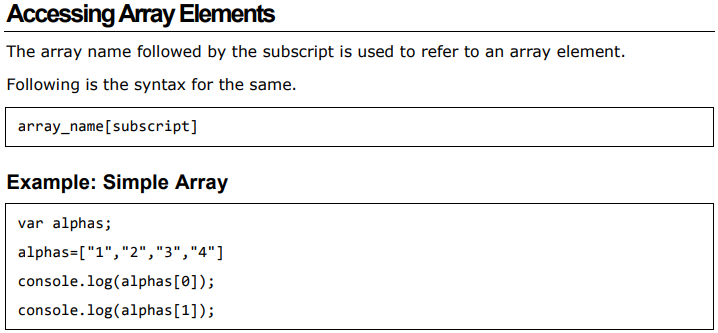 Accessing Array Elements
The array name followed by the subscript is used to refer to an array element.
Following is the syntax for the same.
array_name[subscript]
Example: Simple Array
var alphas;
alphas=["1","2","3","4"]
console.log(alphas[0]);
console.log(alphas[1]);